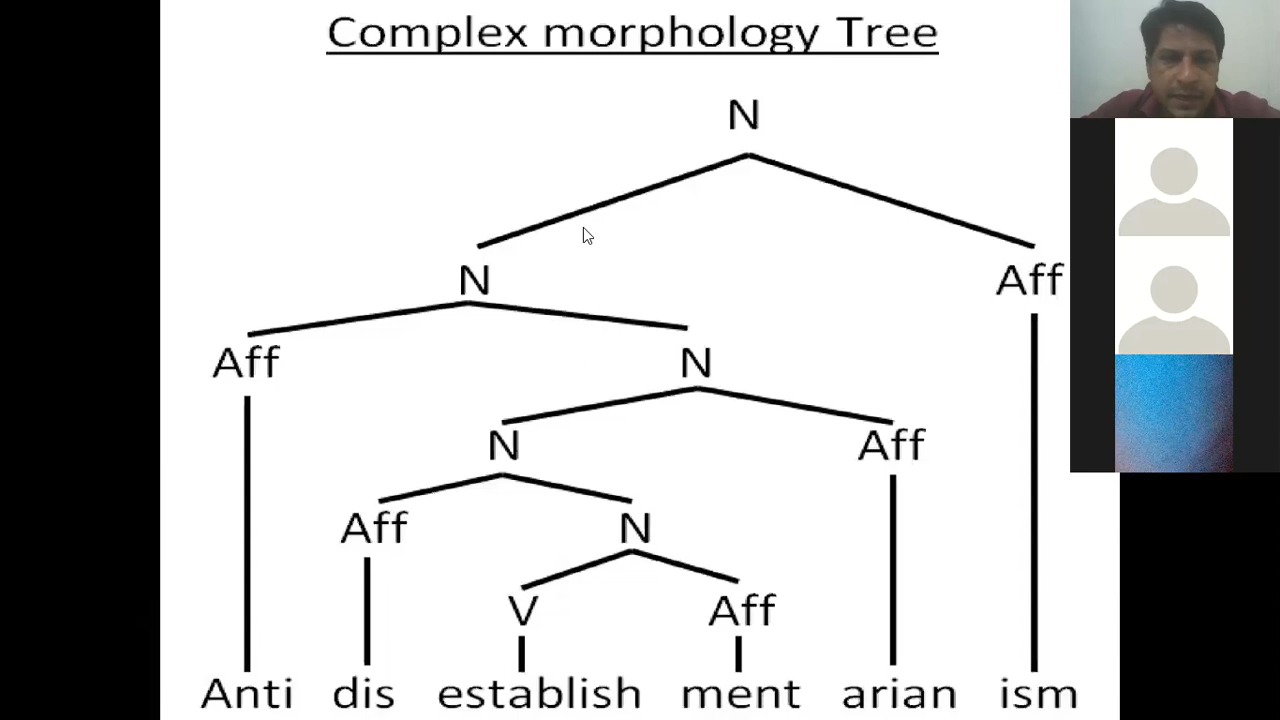 Complex morphology Tree
N
N Aff
Aff N
N Aff
Aff N
V Aff
Anti dis establish ment arian ism